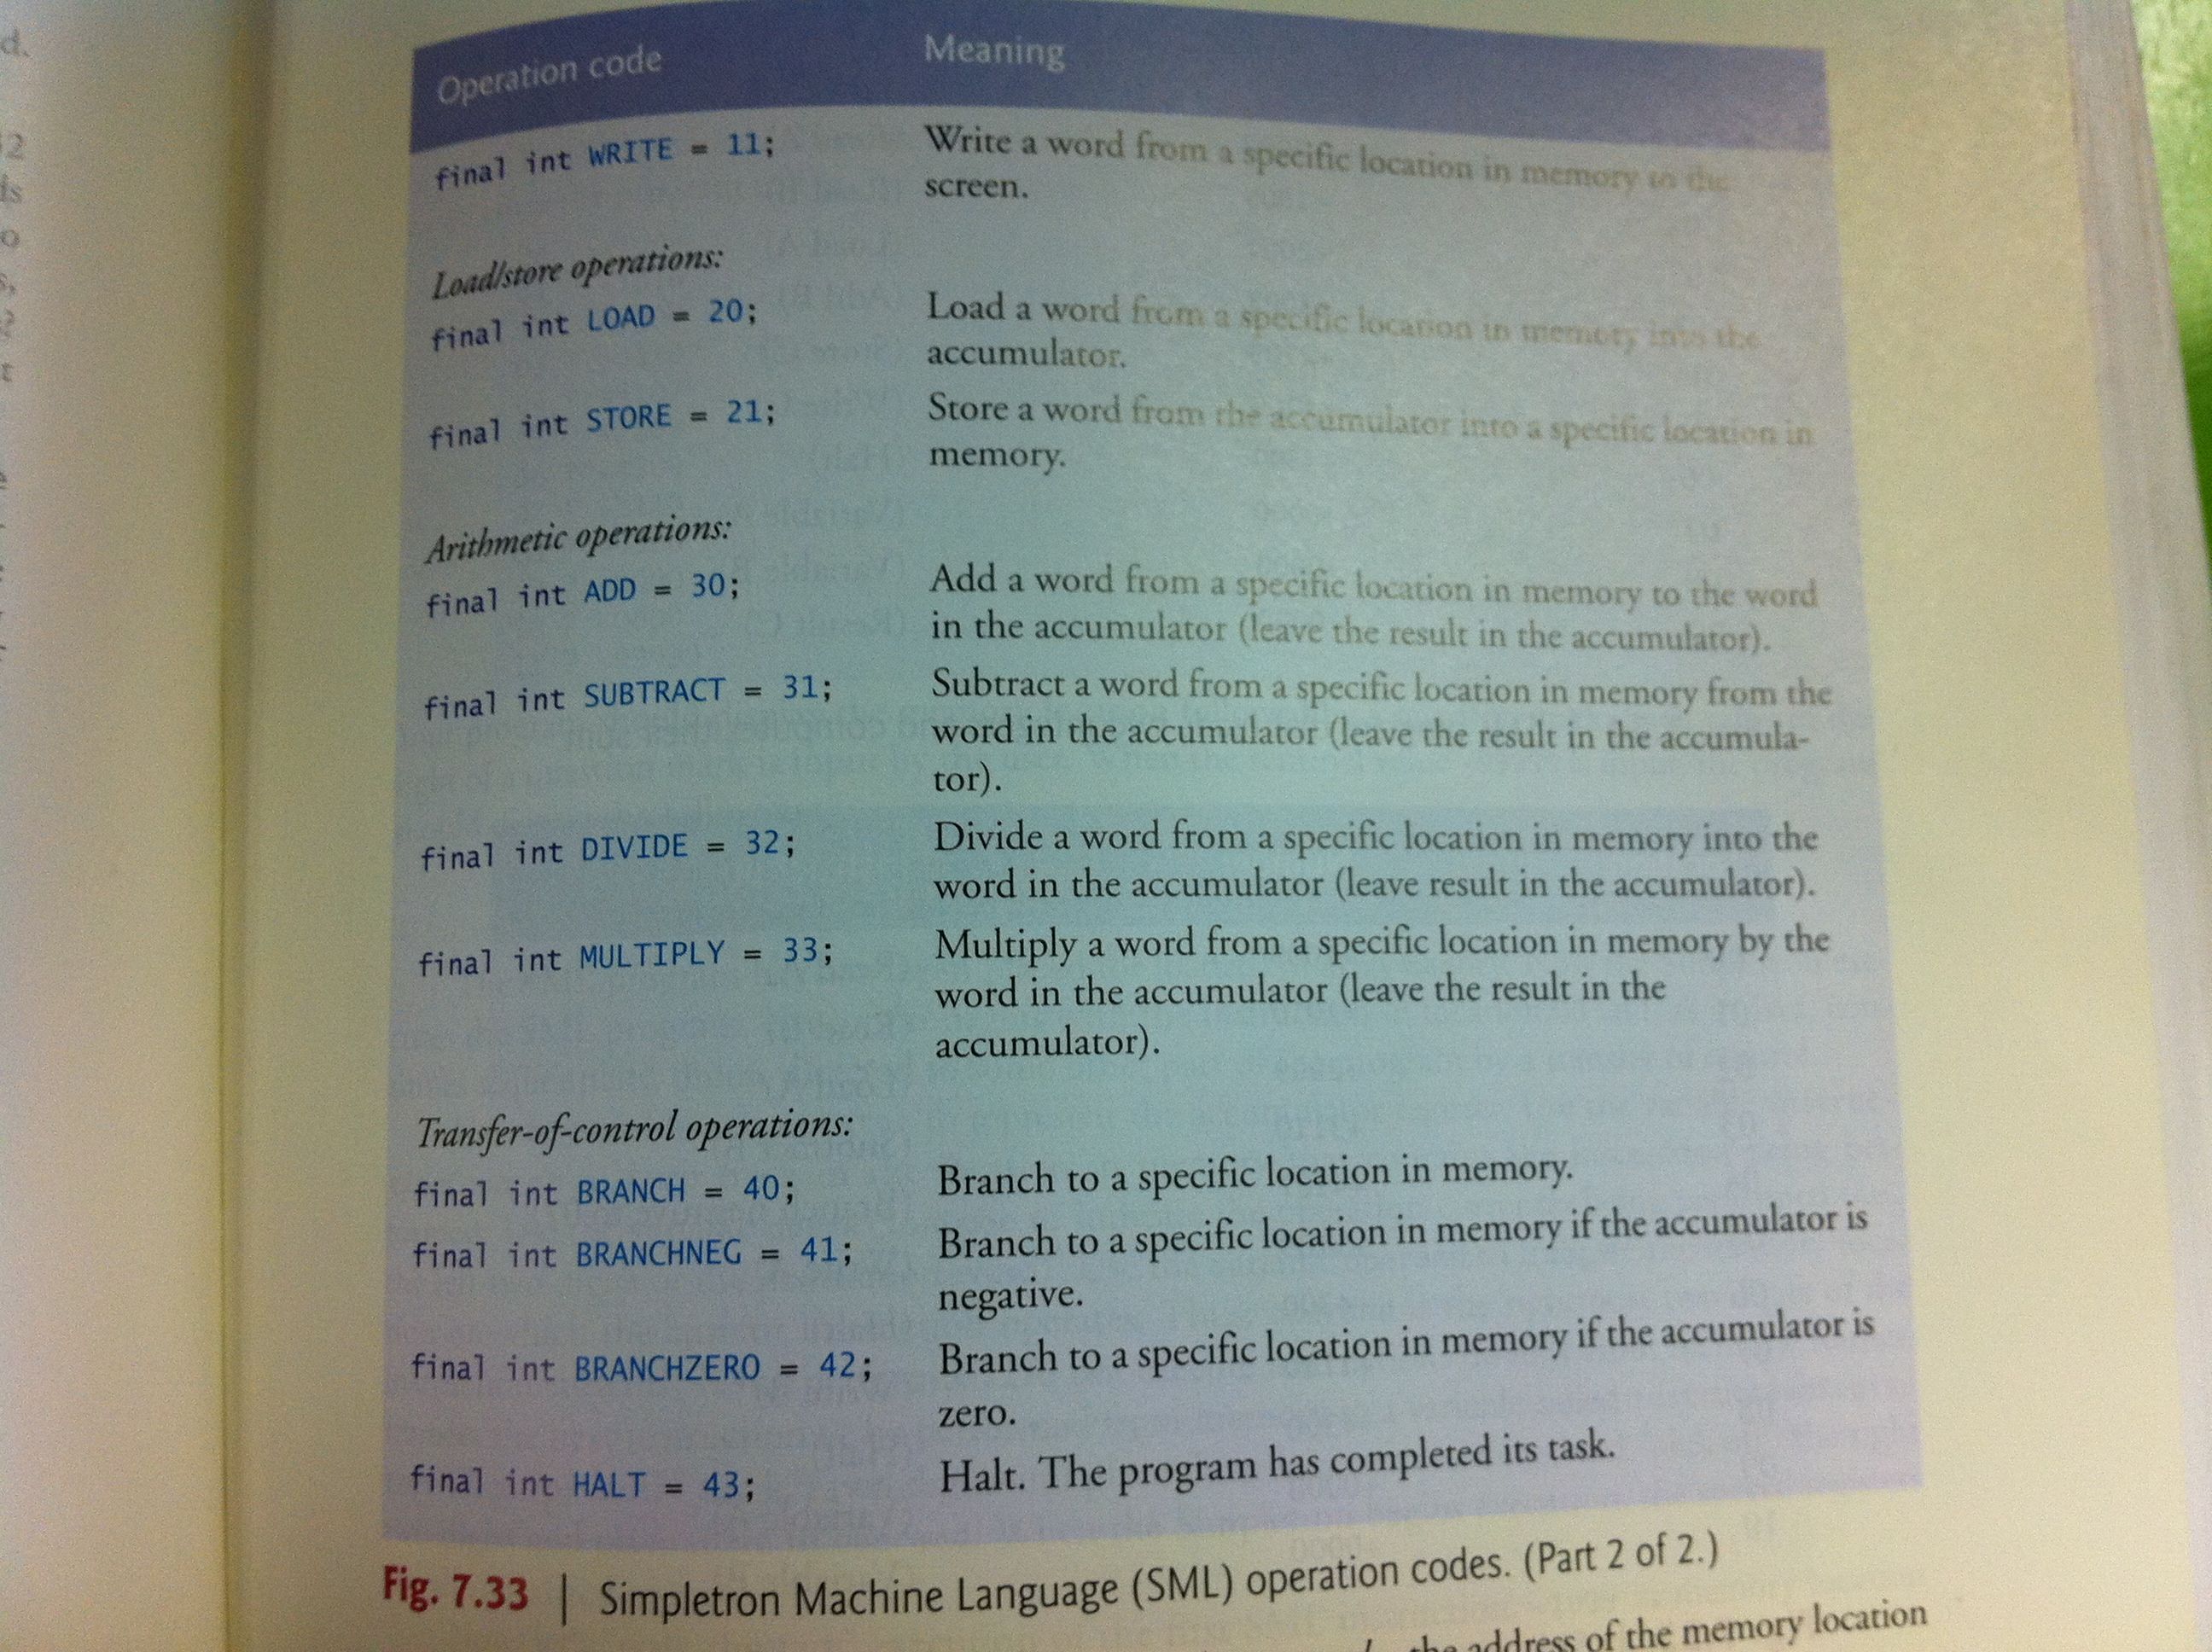 Operation code Meaning
final int WRITE = 11; Write a word from a specific location in memory to the
screen.
Load/store operations:
final int LOAD = 20; Load a word from a specific location in memory into the
accumulator.
final int STORE = 21; Store a word from the accumulator into a specific location in
memory.
Arithmetic operations:
final int ADD = 30; Add a word from a specific location in memory to the word
in the accumulator (leave the result in the accumulator).
final int SUBTRACT = 31; Subtract a word from a specific location in memory from the
word in the accumulator (leave the result in the accumula-
tor).
final int DIVIDE = 32; Divide a word from a specific location in memory into the
word in the accumulator (leave result in the accumulator).
final int MULTIPLY = 33; Multiply a word from a specific location in memory by the
word in the accumulator (leave the result in the
accumulator).
Transfer-of-control operations:
final int BRANCH = 40; Branch to a specific location in memory.
final int BRANCHNEG = 41; Branch to a specific location in memory if the accumulator is
negative.
final int BRANCHZERO = 42; Branch to a specific location in memory if the accumulator is
zero.
final int HALT = 43; Halt. The program has completed its task.
Fig. 7.33 | Simpletron Machine Language (SML) operation codes. (Part 2 of 2.)
the address of the memory location